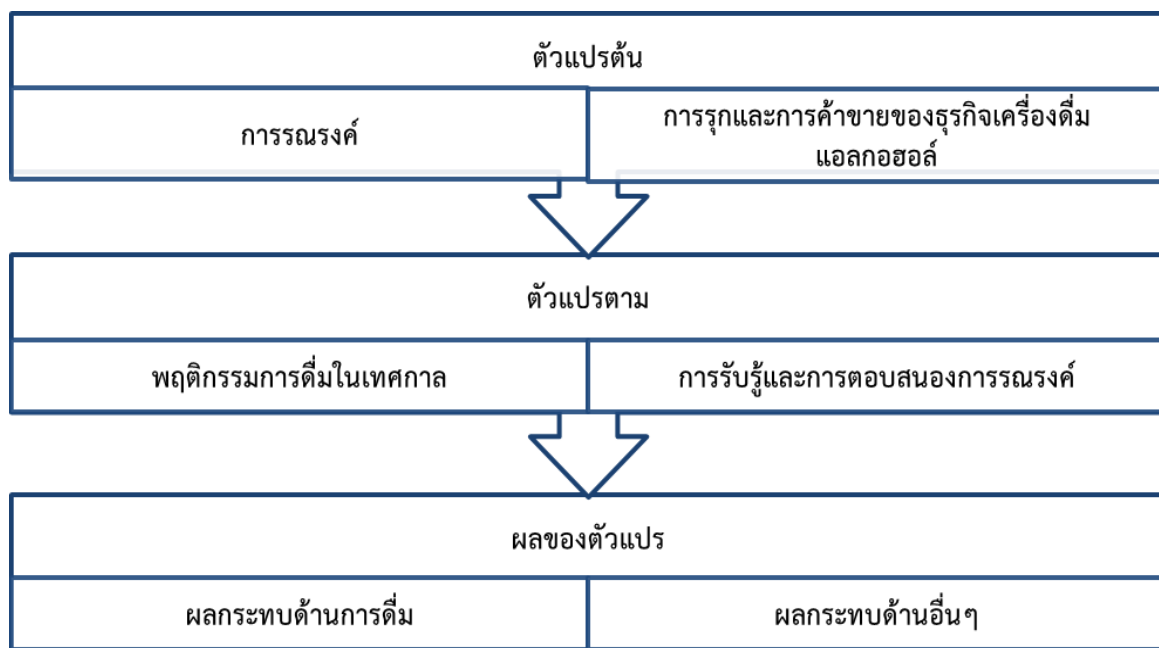 ตัวแปรต้น
การรณรงค์
การรุกและการค้าขายของธุรกิจเครื่องดื่ม
แอลกอฮอล์
ตัวแปรตาม
พฤติกรรมการดื่มในเทศกาล
การรับรู้และการตอบสนองการรณรงค์
ผลของตัวแปร
ผลกระทบด้านการดื่ม
ผลกระทบด้านอื่นๆ